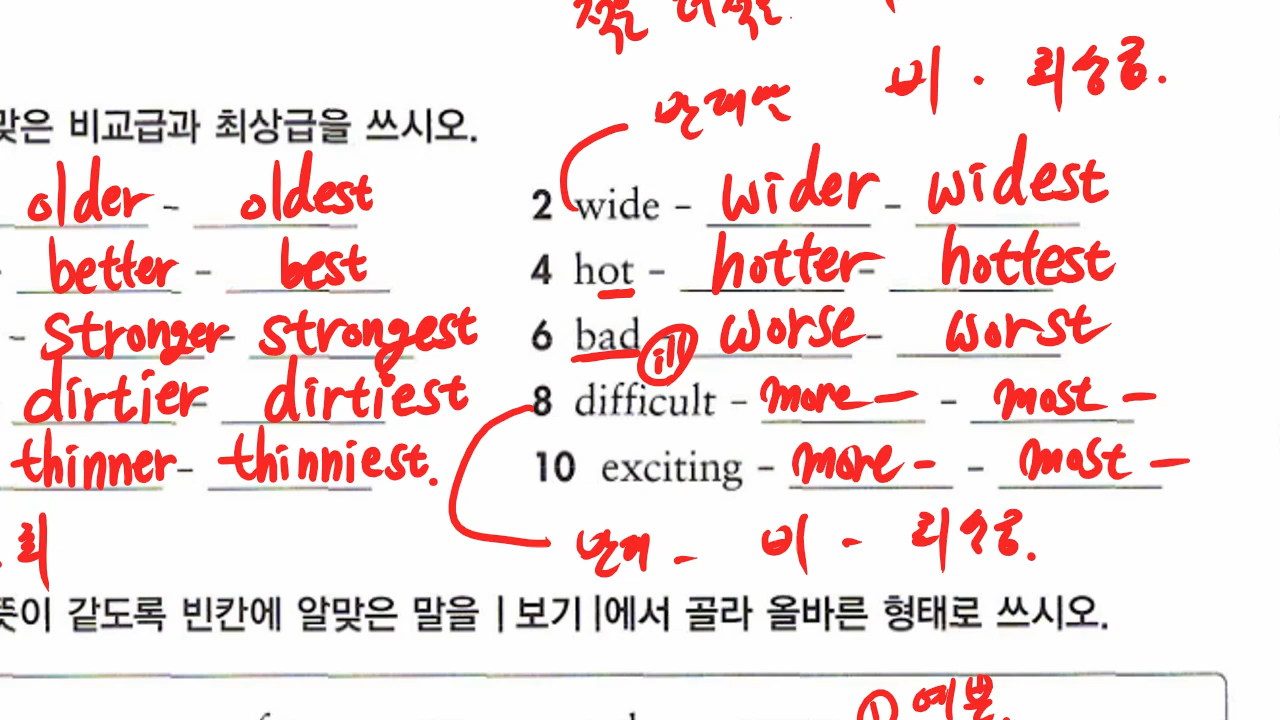 비 · 최상급.
맞은 비교급과 최상급을 쓰시오.
older - oldest
2 wide - wider - widest
- better - best
4 hot - hotter - hottest
- stronger - strongest
6 bad - ill worse - worst
dirtier - dirtiest
8 difficult - more — - most —
thinner - thinniest.
10 exciting - more - - most —
최
- 비 - 최상급.
뜻이 같도록 빈칸에 알맞은 말을 |보기|에서 골라 올바른 형태로 쓰시오.
① 예쁜